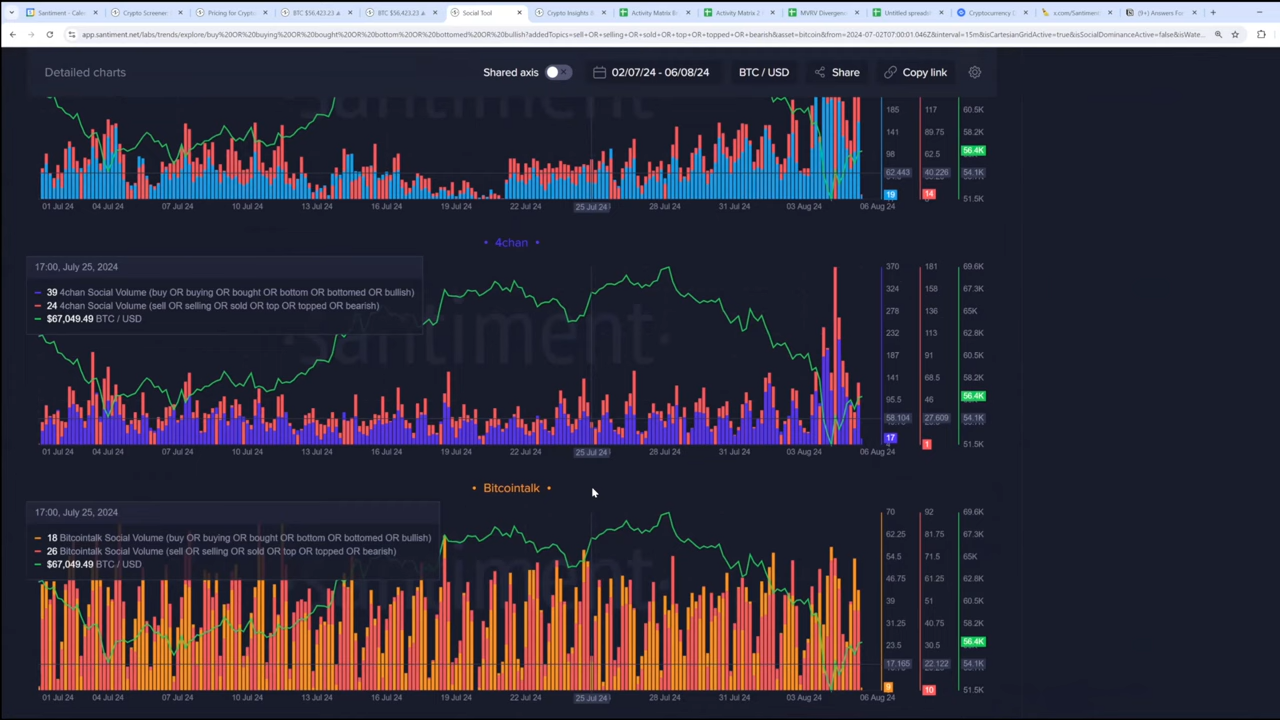 Santiment - Cale
Crypto Screener
Pricing for Crypt
BTC $56,423.23
BTC $56,423.23
Social Tool
Crypto Insights &
Activity Matrix B
Activity Matrix 2
MVRV Divergen
Untitled spreads
Cryptocurrency
x.com/Santimen
(9+) Answers For
app.santiment.net/labs/trends/explore/buy%20OR%20buying%20OR%20bought%20OR%20bottom%20OR%20bottomed%20OR%20bullish?addedTopics=sell+OR+selling+OR+sold+OR+top+OR+topped+OR+bearish&asset=bitcoin&from=2024-07-02T07:00:01.046Z&interval=15m&isCartesianGridActive=true&isSocialDominanceActive=false&isWate...
Detailed charts
Shared axis
02/07/24 - 06/08/24
BTC / USD
Share
Copy link
santiment
185 117 60.5K
141 89.75 58.2K
98 62.5 56.4K
62.443 40.226 54.1K
19 14 51.5K
01 Jul 24 04 Jul 24 07 Jul 24 10 Jul 24 13 Jul 24 16 Jul 24 19 Jul 24 22 Jul 24 25 Jul 24 28 Jul 24 03 Aug 24 06 Aug 24
4chan
17:00, July 25, 2024
39 4chan Social Volume (buy OR buying OR bought OR bottom OR bottomed OR bullish)
24 4chan Social Volume (sell OR selling OR sold OR top OR topped OR bearish)
$67,049.49 BTC / USD
santiment
370 181 69.6K
324 158 67.3K
278 136 65K
232 113 62.8K
187 91 60.5K
141 68.5 58.2K
95.5 46 56.4K
58.104 27.609 54.1K
17 1 51.5K
01 Jul 24 04 Jul 24 07 Jul 24 10 Jul 24 13 Jul 24 16 Jul 24 19 Jul 24 22 Jul 24 25 Jul 24 28 Jul 24 03 Aug 24 06 Aug 24
Bitcointalk
17:00, July 25, 2024
18 Bitcointalk Social Volume (buy OR buying OR bought OR bottom OR bottomed OR bullish)
26 Bitcointalk Social Volume (sell OR selling OR sold OR top OR topped OR bearish)
$67,049.49 BTC / USD
santiment
70 92 69.6K
62.25 81.75 67.3K
54.5 71.5 65K
46.75 61.25 62.8K
39 51 60.5K
31.25 40.75 58.2K
23.5 30.5 56.4K
17.165 22.122 54.1K
9 10 51.5K
01 Jul 24 04 Jul 24 07 Jul 24 10 Jul 24 13 Jul 24 16 Jul 24 19 Jul 24 22 Jul 24 25 Jul 24 28 Jul 24 03 Aug 24 06 Aug 24